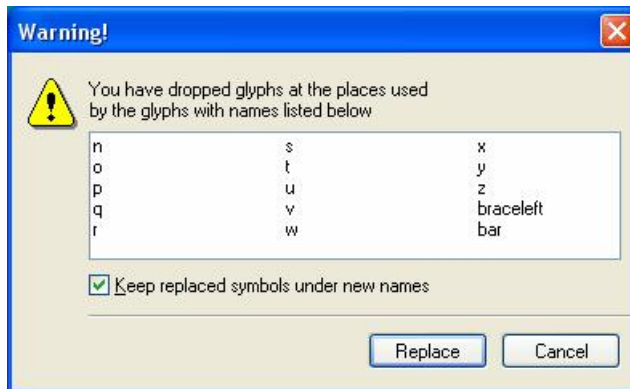 Warning!
You have dropped glyphs at the places used
by the glyphs with names listed below
n s x
o t y
p u z
q v braceleft
r w bar
Keep replaced symbols under new names
Replace Cancel